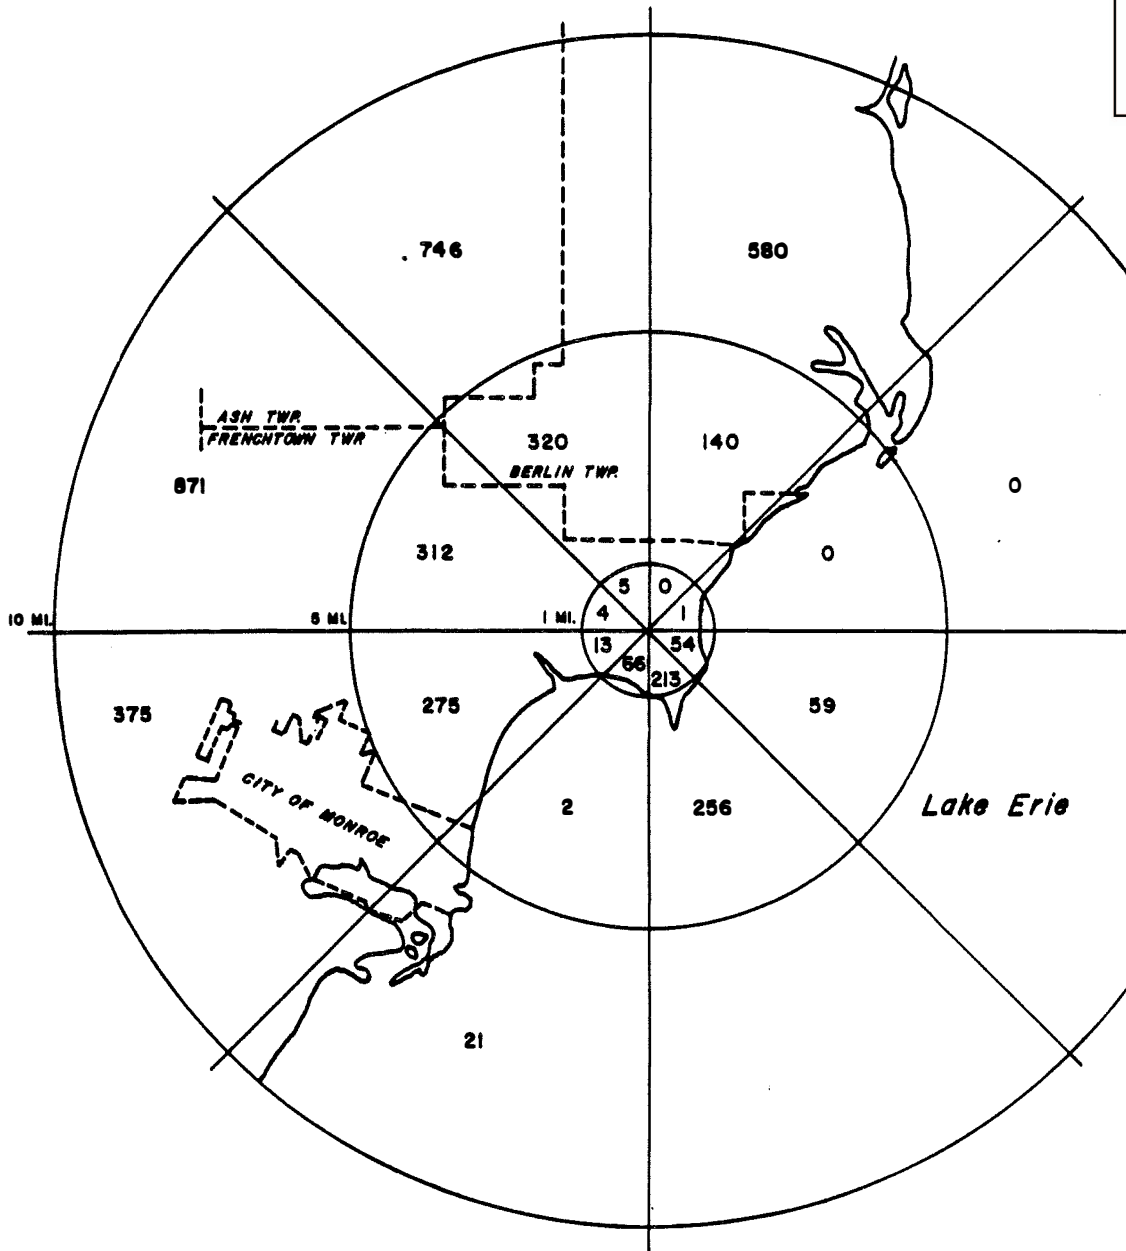 746
580
ASH TWP.
FRENCHTOWN TWP.
320
140
BERLIN TWP.
871
0
312
0
5
0
10 MI.
5 MI.
1 MI.
4
1
13
54
66
213
375
275
59
CITY OF MONROE
2
256
Lake Erie
21